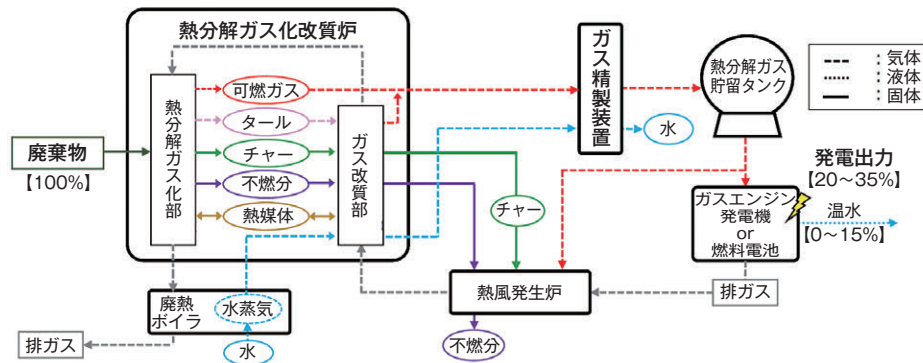 熱分解ガス化改質炉
廃棄物
【100%】
熱分解ガス化部
可燃ガス
タール
チャー
不燃分
熱媒体
ガス改質部
ガス精製装置
水
熱分解ガス
貯留タンク
：気体
：液体
：固体
発電出力
【20～35%】
ガスエンジン
発電機
or
燃料電池
温水
【0～15%】
チャー
熱風発生炉
排ガス
不燃分
廃熱
ボイラ
水蒸気
水
排ガス